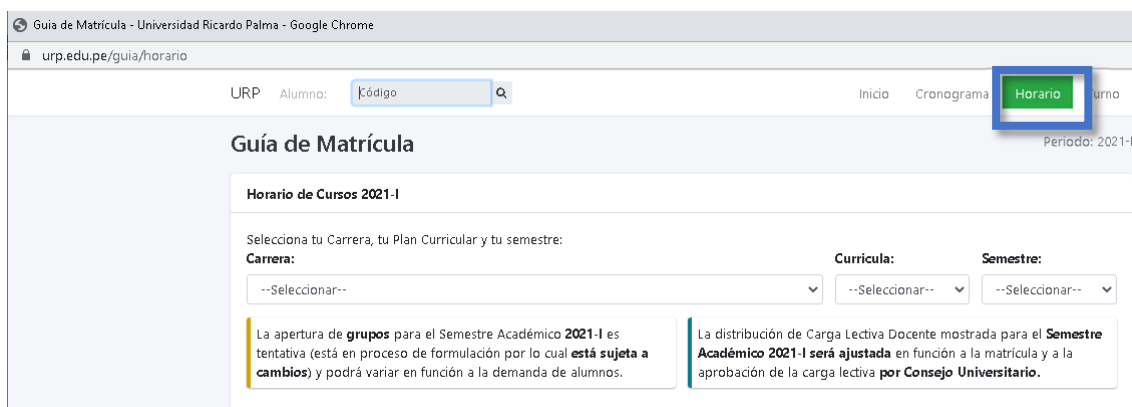 Guia de Matrícula - Universidad Ricardo Palma - Google Chrome
urp.edu.pe/guia/horario
URP Alumno: Código Inicio Cronograma Horario urno
Guía de Matrícula Periodo: 2021-I
Horario de Cursos 2021-I
Selecciona tu Carrera, tu Plan Curricular y tu semestre:
Carrera: Curricula: Semestre:
--Seleccionar-- --Seleccionar-- --Seleccionar--
La apertura de grupos para el Semestre Académico 2021-I es
tentativa (está en proceso de formulación por lo cual está sujeta a
cambios) y podrá variar en función a la demanda de alumnos.
La distribución de Carga Lectiva Docente mostrada para el Semestre
Académico 2021-I será ajustada en función a la matrícula y a la
aprobación de la carga lectiva por Consejo Universitario.